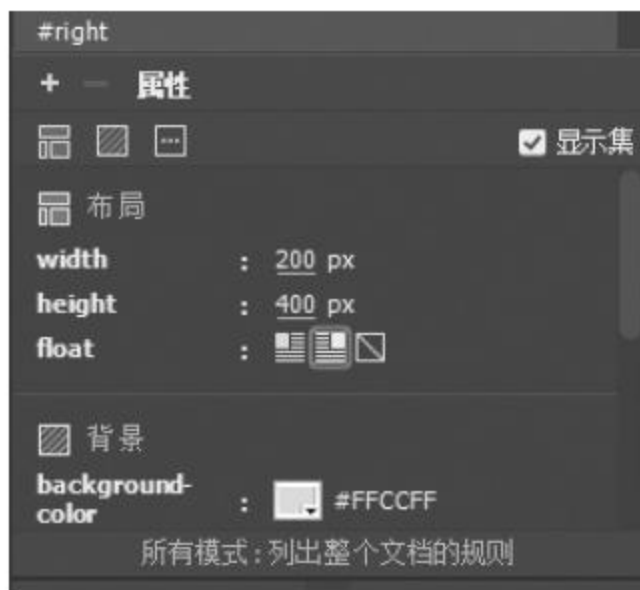 #right
+ - 属性
显示集
布局
width : 200 px
height : 400 px
float :
背景
background-
color : #FFCCFF
所有模式:列出整个文档的规则